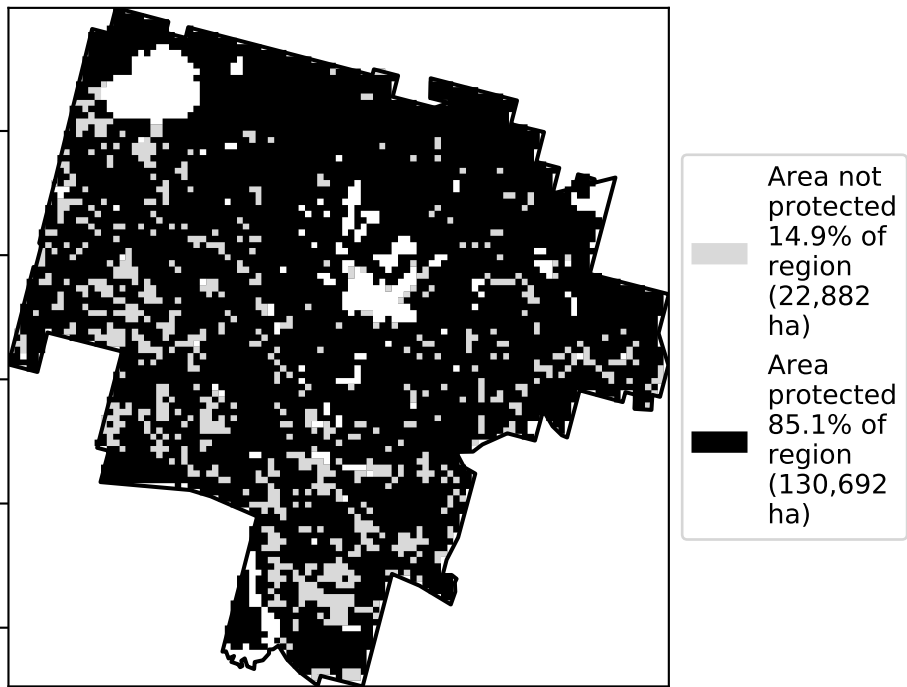 Area not
protected
14.9% of
region
(22,882
ha)
Area
protected
85.1% of
region
(130,692
ha)